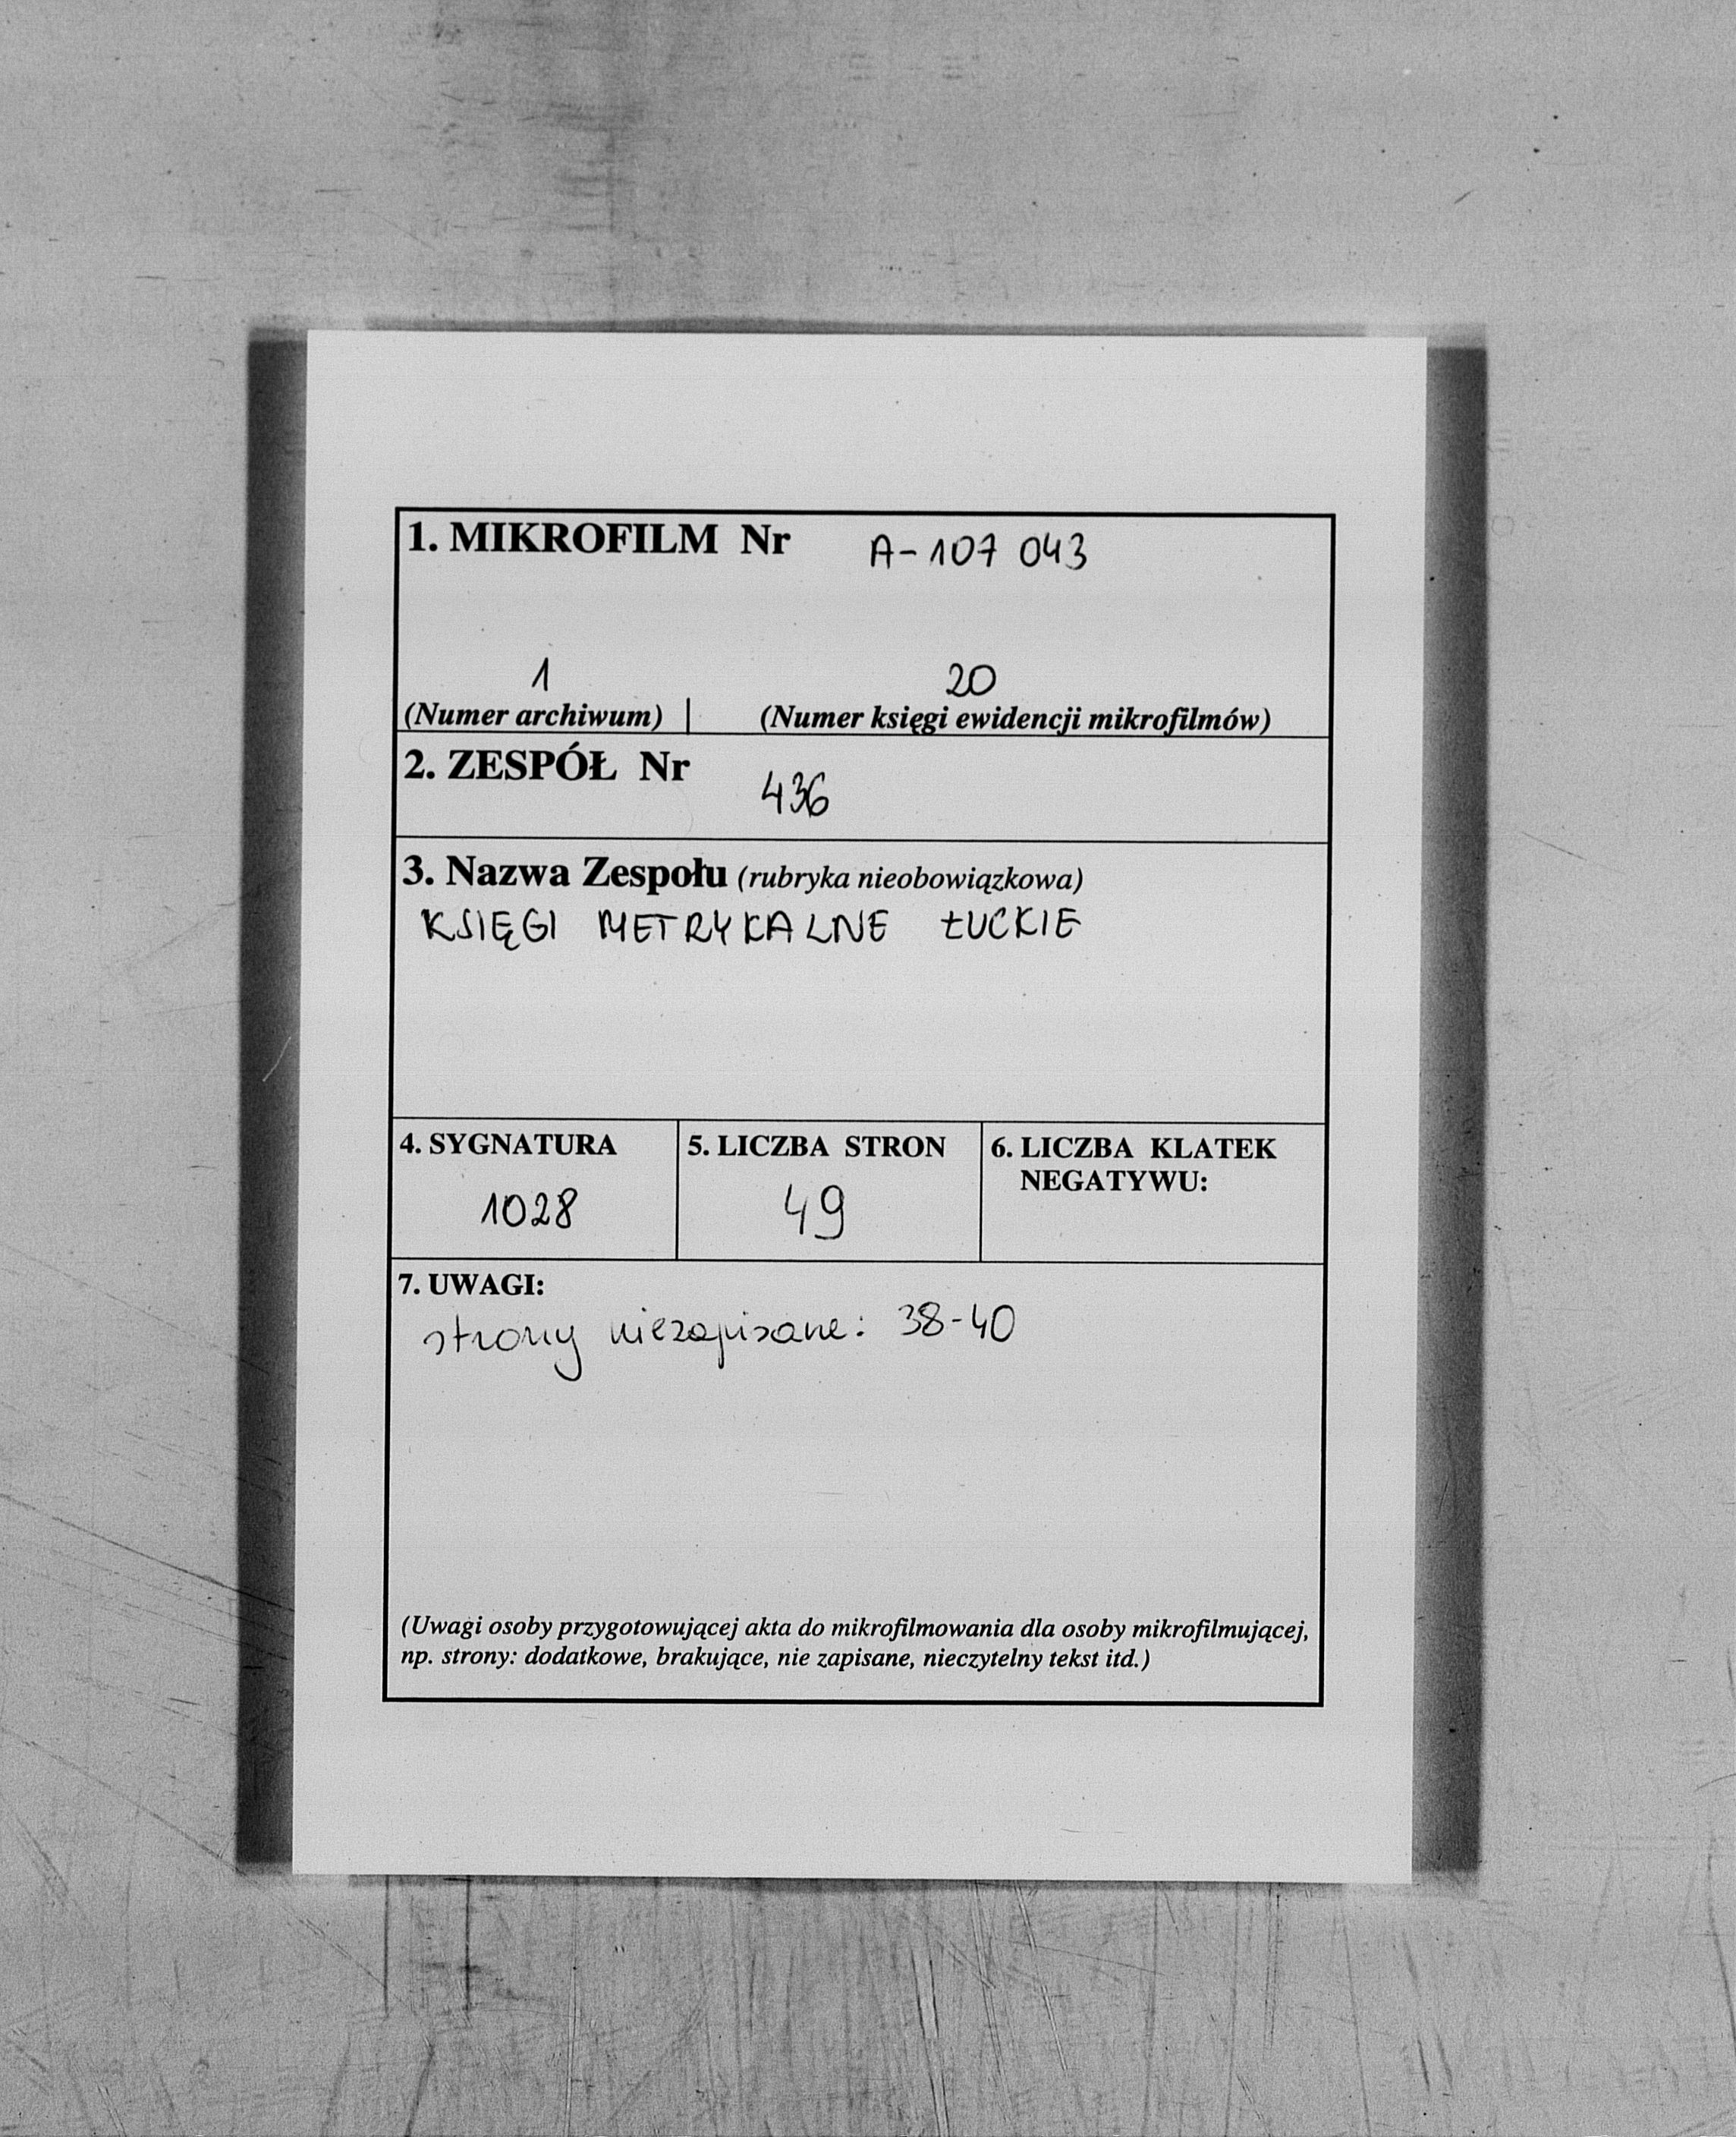 1. MIKROFILM Nr A-107 043
1 20
(Numer archiwum) | (Numer księgi ewidencji mikrofilmów)
2. ZESPÓŁ Nr 436
3. Nazwa Zespołu (rubryka nieobowiązkowa)
KSIĘGI METRYKALNE ŁUCKIE
4. SYGNATURA
1028
5. LICZBA STRON
49
6. LICZBA KLATEK
NEGATYWU:
7. UWAGI:
strony niezapisane: 38-40
(Uwagi osoby przygotowującej akta do mikrofilmowania dla osoby mikrofilmującej,
np. strony: dodatkowe, brakujące, nie zapisane, nieczytelny tekst itd.)